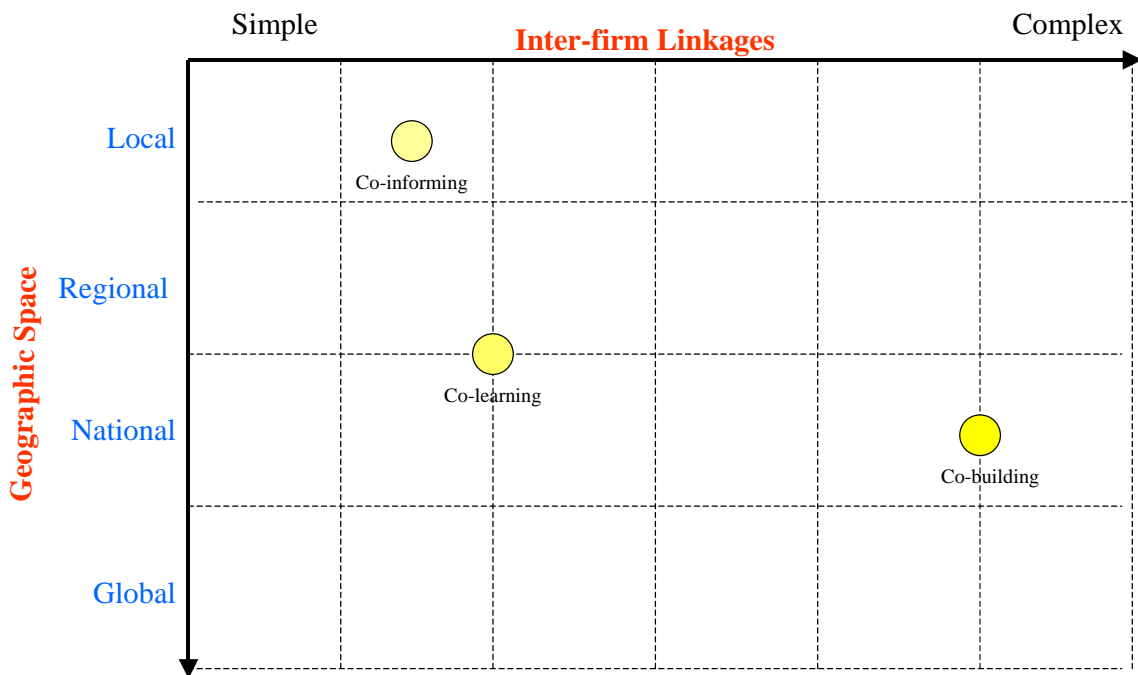 Simple
Inter-firm Linkages
Complex
Local
Co-informing
Regional
Geographic Space
Co-learning
National
Co-building
Global